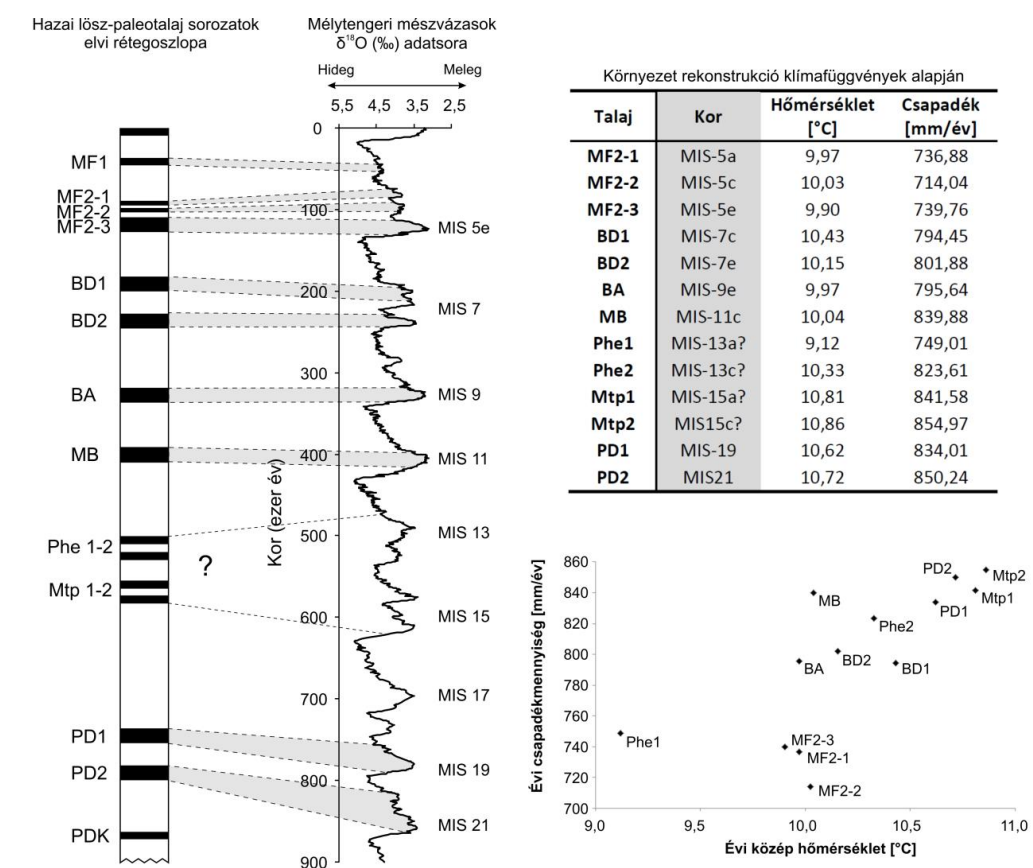 Hazai lösz-paleotalaj sorozatok
elvi rétegoszlopa
Mélytengeri mészvázasok
δ¹⁸O (‰) adatsora
Hideg Meleg
5,5 4,5 3,5 2,5
0
MF1
MF2-1
MF2-2
100
MF2-3
MIS 5e
BD1
200
MIS 7
BD2
300
BA
MIS 9
MB
400
MIS 11
Kor (ezer év)
500
MIS 13
Phe 1-2
?
Mtp 1-2
600
MIS 15
700
MIS 17
PD1
PD2
MIS 19
800
MIS 21
PDK
900
Környezet rekonstrukció klímafüggvények alapján
Talaj Kor Hőmérséklet [°C] Csapadék [mm/év]
MF2-1 MIS-5a 9,97 736,88
MF2-2 MIS-5c 10,03 714,04
MF2-3 MIS-5e 9,90 739,76
BD1 MIS-7c 10,43 794,45
BD2 MIS-7e 10,15 801,88
BA MIS-9e 9,97 795,64
MB MIS-11c 10,04 839,88
Phe1 MIS-13a? 9,12 749,01
Phe2 MIS-13c? 10,33 823,61
Mtp1 MIS-15a? 10,81 841,58
Mtp2 MIS15c? 10,86 854,97
PD1 MIS-19 10,62 834,01
PD2 MIS21 10,72 850,24
Évi csapadékmennyiség [mm/év]
860
840
820
800
780
760
740
720
700
PD2
Mtp2
MB
PD1
Mtp1
Phe2
BA
BD2
BD1
Phe1
MF2-3
MF2-1
MF2-2
9,0 9,5 10,0 10,5 11,0
Évi közép hőmérséklet [°C]